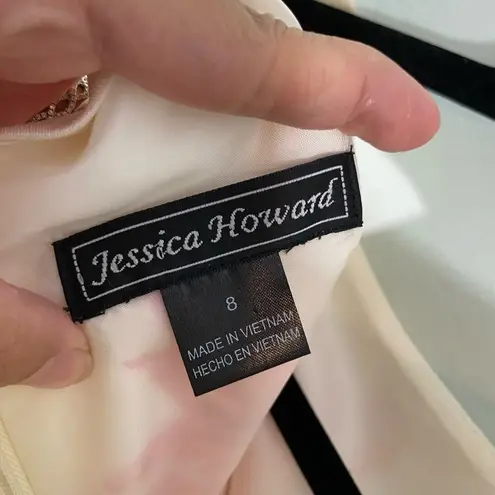 Jessica Howard
8
MADE IN VIETNAM
HECHO EN VIETNAM